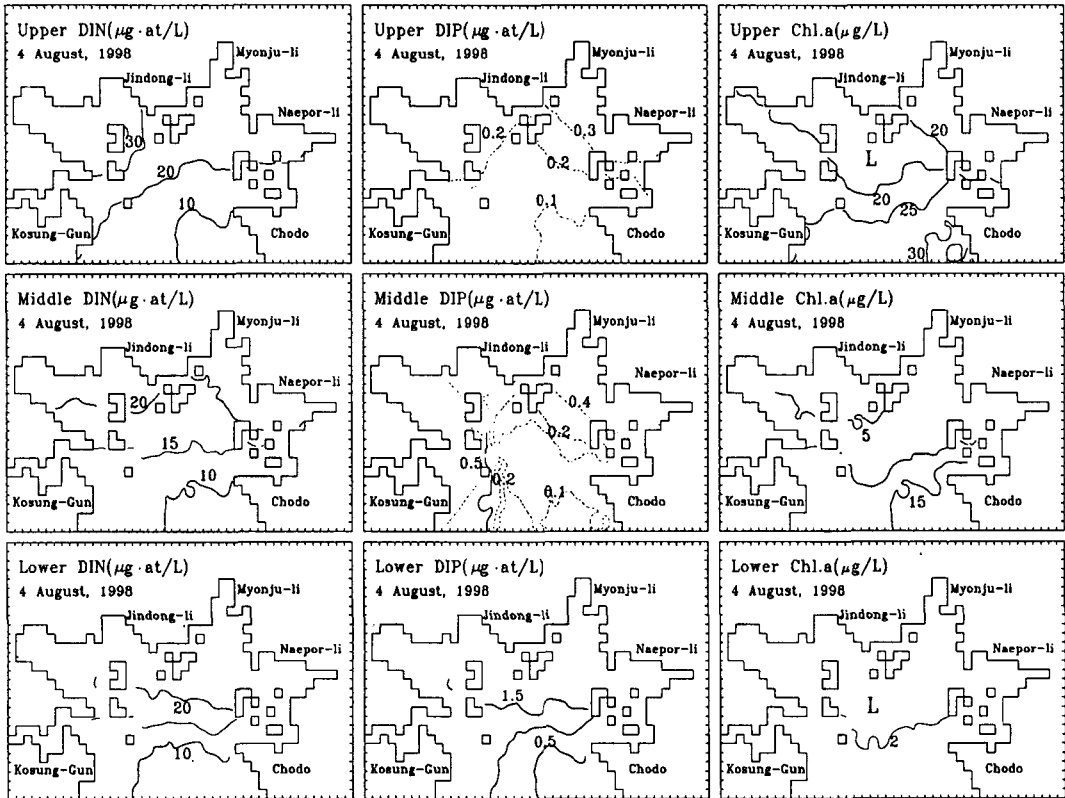 Upper DIN(μg·at/L)
4 August, 1998
Myonju-li
Jindong-li
Naepor-li
30
20
10
Kosung-Gun
Chodo
Upper DIP(μg·at/L)
4 August, 1998
Myonju-li
Jindong-li
Naepor-li
0.2
0.3
0.2
0.1
Kosung-Gun
Chodo
Upper Chl.a(μg/L)
4 August, 1998
Myonju-li
Jindong-li
Naepor-li
20
L
20
25
30
Kosung-Gun
Chodo
Middle DIN(μg·at/L)
4 August, 1998
Myonju-li
Jindong-li
Naepor-li
20
15
10
Kosung-Gun
Chodo
Middle DIP(μg·at/L)
4 August, 1998
Myonju-li
Jindong-li
Naepor-li
0.4
0.2
0.5
0.2
0.1
Kosung-Gun
Chodo
Middle Chl.a(μg/L)
4 August, 1998
Myonju-li
Jindong-li
Naepor-li
5
15
Kosung-Gun
Chodo
Lower DIN(μg·at/L)
4 August, 1998
Myonju-li
Jindong-li
Naepor-li
20
10
Kosung-Gun
Chodo
Lower DIP(μg·at/L)
4 August, 1998
Myonju-li
Jindong-li
Naepor-li
1.5
0.5
Kosung-Gun
Chodo
Lower Chl.a(μg/L)
4 August, 1998
Myonju-li
Jindong-li
Naepor-li
L
2
Kosung-Gun
Chodo